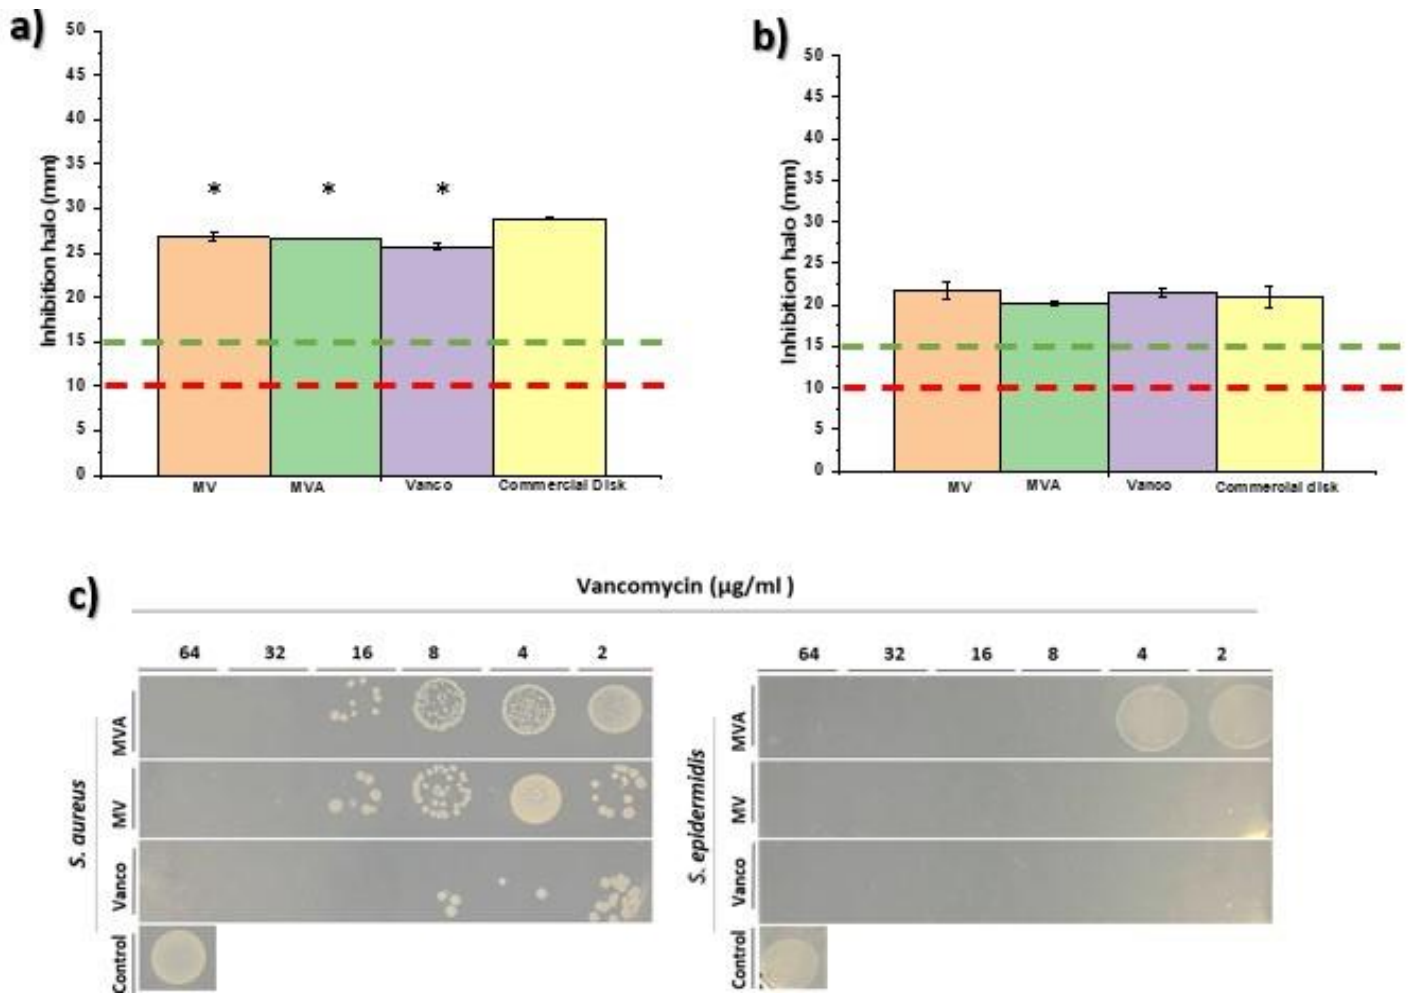 a)
50
45
40
35
30
25
20
15
10
5
0
Inhibition halo (mm)
* * *
MV MVA Vanco Commercial Disk
b)
50
45
40
35
30
25
20
15
10
5
0
Inhibition halo (mm)
MV MVA Vanco Commercial disk
c)
Vancomycin (µg/ml )
64 32 16 8 4 2
S. aureus
MVA
MV
Vanco
Control
64 32 16 8 4 2
S. epidermidis
MVA
MV
Vanco
Control